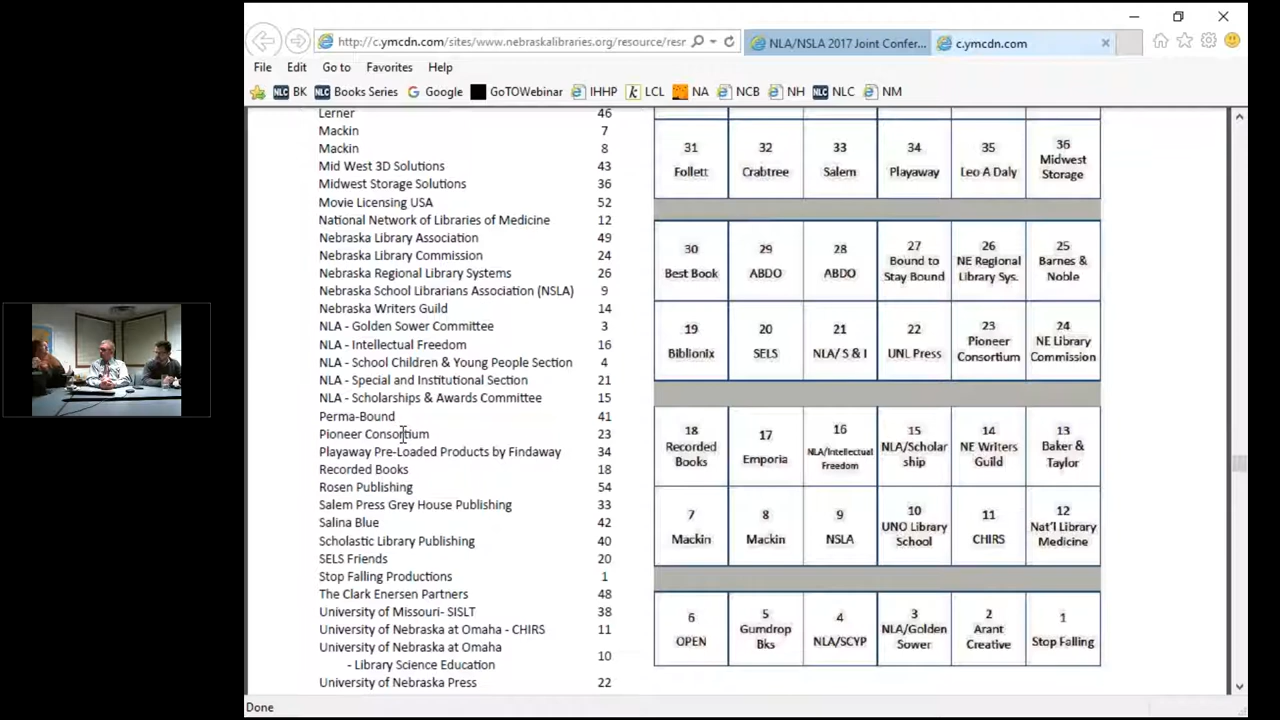 http://c.ymcdn.com/sites/www.nebraskalibraries.org/resource/resr
NLA/NSLA 2017 Joint Confer...
c.ymcdn.com
File Edit Go to Favorites Help
NLC BK NLC Books Series Google GoTOWebinar IHHP LCL NA NCB NH NLC NLC NM
Lerner 46
Mackin 7
Mackin 8
Mid West 3D Solutions 43
Midwest Storage Solutions 36
Movie Licensing USA 52
National Network of Libraries of Medicine 12
Nebraska Library Association 49
Nebraska Library Commission 24
Nebraska Regional Library Systems 26
Nebraska School Librarians Association (NSLA) 9
Nebraska Writers Guild 14
NLA - Golden Sower Committee 3
NLA - Intellectual Freedom 16
NLA - School Children & Young People Section 4
NLA - Special and Institutional Section 21
NLA - Scholarships & Awards Committee 15
Perma-Bound 41
Pioneer Consortium 23
Playaway Pre-Loaded Products by Findaway 34
Recorded Books 18
Rosen Publishing 54
Salem Press Grey House Publishing 33
Salina Blue 42
Scholastic Library Publishing 40
SELS Friends 20
Stop Falling Productions 1
The Clark Enersen Partners 48
University of Missouri- SISLT 38
University of Nebraska at Omaha - CHIRS 11
University of Nebraska at Omaha
- Library Science Education 10
University of Nebraska Press 22
31
Follett
32
Crabtree
33
Salem
34
Playaway
35
Leo A Daly
36
Midwest
Storage
30
Best Book
29
ABDO
28
ABDO
27
Bound to
Stay Bound
26
NE Regional
Library Sys.
25
Barnes &
Noble
19
Biblionix
20
SELS
21
NLA/ S & I
22
UNL Press
23
Pioneer
Consortium
24
NE Library
Commission
18
Recorded
Books
17
Emporia
16
NLA/Intellectual
Freedom
15
NLA/Scholar
ship
14
NE Writers
Guild
13
Baker &
Taylor
7
Mackin
8
Mackin
9
NSLA
10
UNO Library
School
11
CHIRS
12
Nat'l Library
Medicine
6
OPEN
5
Gumdrop
Bks
4
NLA/SCYP
3
NLA/Golden
Sower
2
Arant
Creative
1
Stop Falling
Done